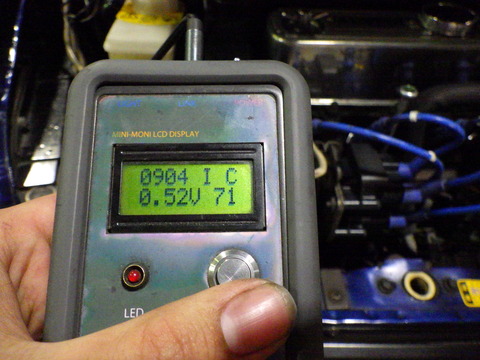 MINI-MONI LCD DISPLAY
0904 I C
0.52V 71
LED